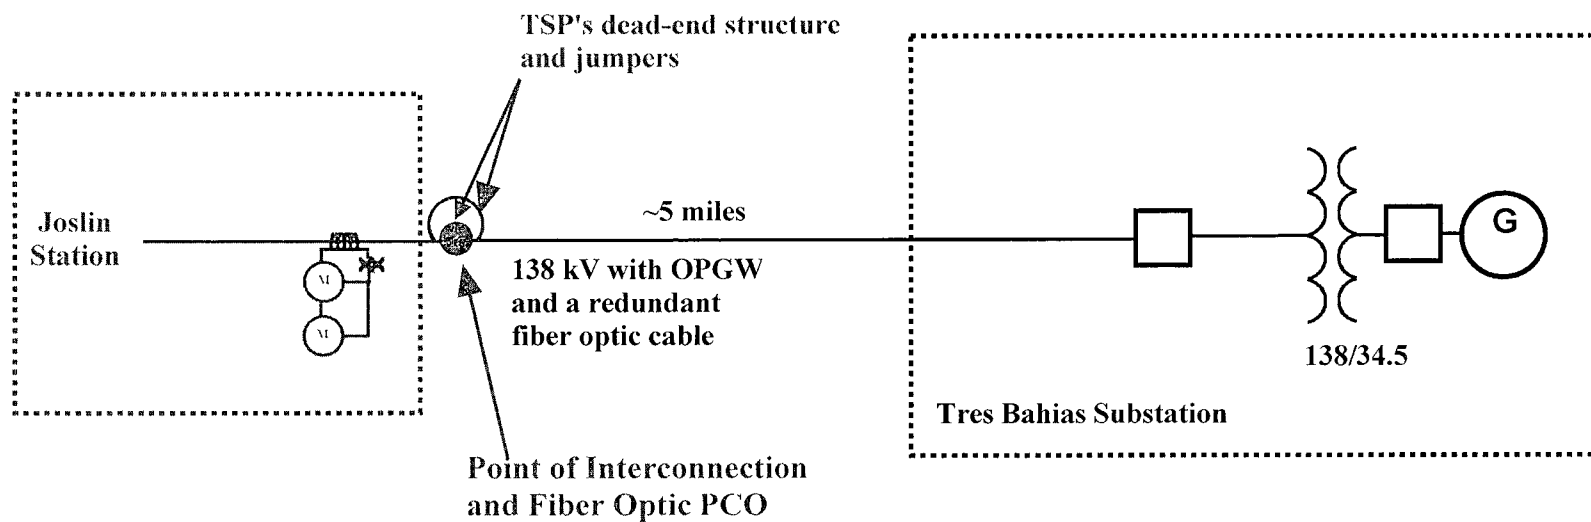 TSP's dead-end structure
and jumpers
Joslin
Station
M
M
~5 miles
138 kV with OPGW
and a redundant
fiber optic cable
Point of Interconnection
and Fiber Optic PCO
G
138/34.5
Tres Bahias Substation